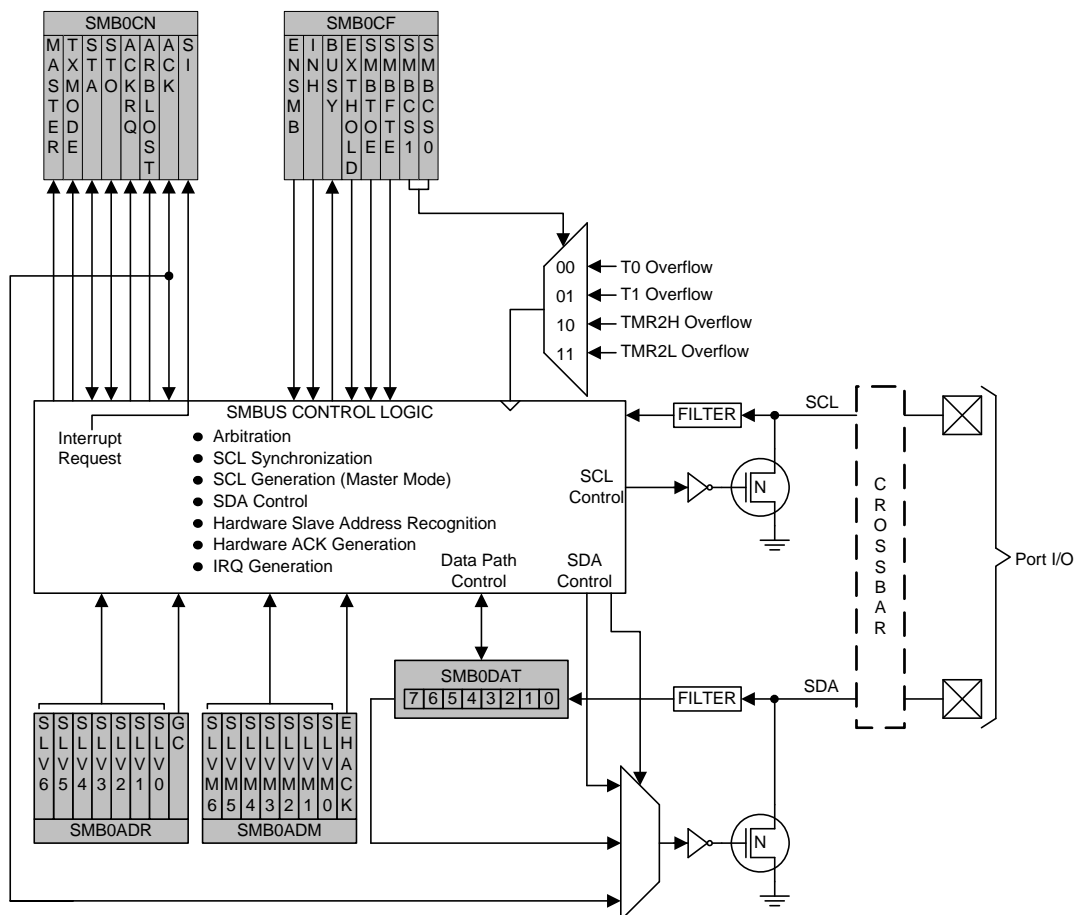 SMB0CN
MASTER
TXMODE
STA
STO
ACKRQ
ARBLOST
ACK
SI
SMB0CF
ENSMB
INH
BUSY
EXTHOLD
SMBTOE
SMBFTE
SMBCS1
SMBCS0
00
T0 Overflow
01
T1 Overflow
10
TMR2H Overflow
11
TMR2L Overflow
SMBUS CONTROL LOGIC
Interrupt
Request
● Arbitration
● SCL Synchronization
● SCL Generation (Master Mode)
● SDA Control
● Hardware Slave Address Recognition
● Hardware ACK Generation
● IRQ Generation
Data Path
Control
SDA
Control
SCL
Control
FILTER
SCL
N
CROSSBAR
Port I/O
SMB0DAT
7 6 5 4 3 2 1 0
FILTER
SDA
N
SLV6
SLV5
SLV4
SLV3
SLV2
SLV1
SLV0
GC
SMB0ADR
SLVM6
SLVM5
SLVM4
SLVM3
SLVM2
SLVM1
SLVM0
EHACK
SMB0ADM